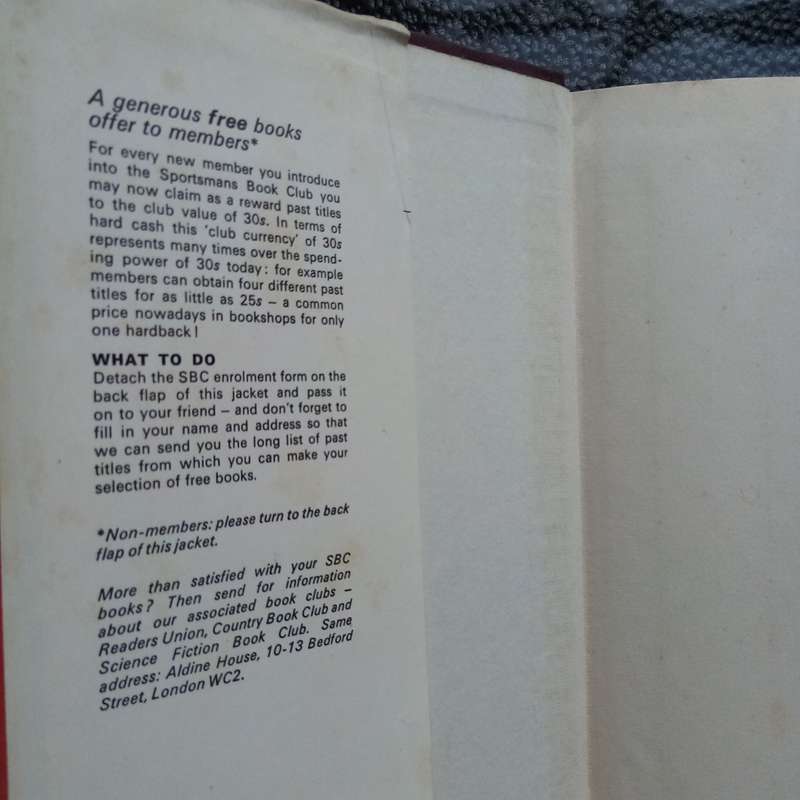 A generous free books
offer to members*
For every new member you introduce
into the Sportsmans Book Club you
may now claim as a reward past titles
to the club value of 30s. In terms of
hard cash this 'club currency' of 30s
represents many times over the spend-
ing power of 30s today: for example
members can obtain four different past
titles for as little as 25s – a common
price nowadays in bookshops for only
one hardback!
WHAT TO DO
Detach the SBC enrolment form on the
back flap of this jacket and pass it
on to your friend – and don't forget to
fill in your name and address so that
we can send you the long list of past
titles from which you can make your
selection of free books.
*Non-members: please turn to the back
flap of this jacket.
More than satisfied with your SBC
books? Then send for information
about our associated book clubs –
Readers Union, Country Book Club and
Science Fiction Book Club. Same
address: Aldine House, 10-13 Bedford
Street, London WC2.